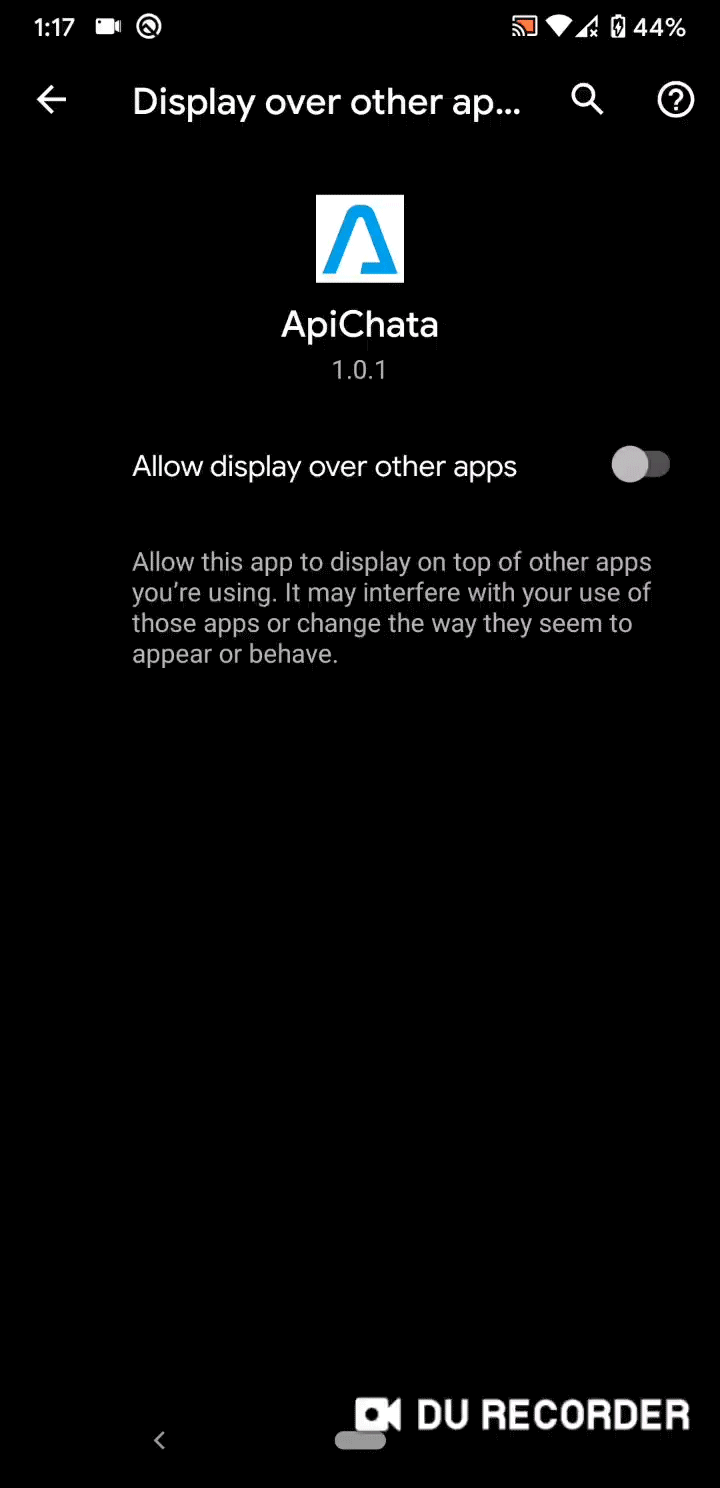 1:17
44%
Display over other ap...
ApiChata
1.0.1
Allow display over other apps
Allow this app to display on top of other apps
you’re using. It may interfere with your use of
those apps or change the way they seem to
appear or behave.
DU RECORDER